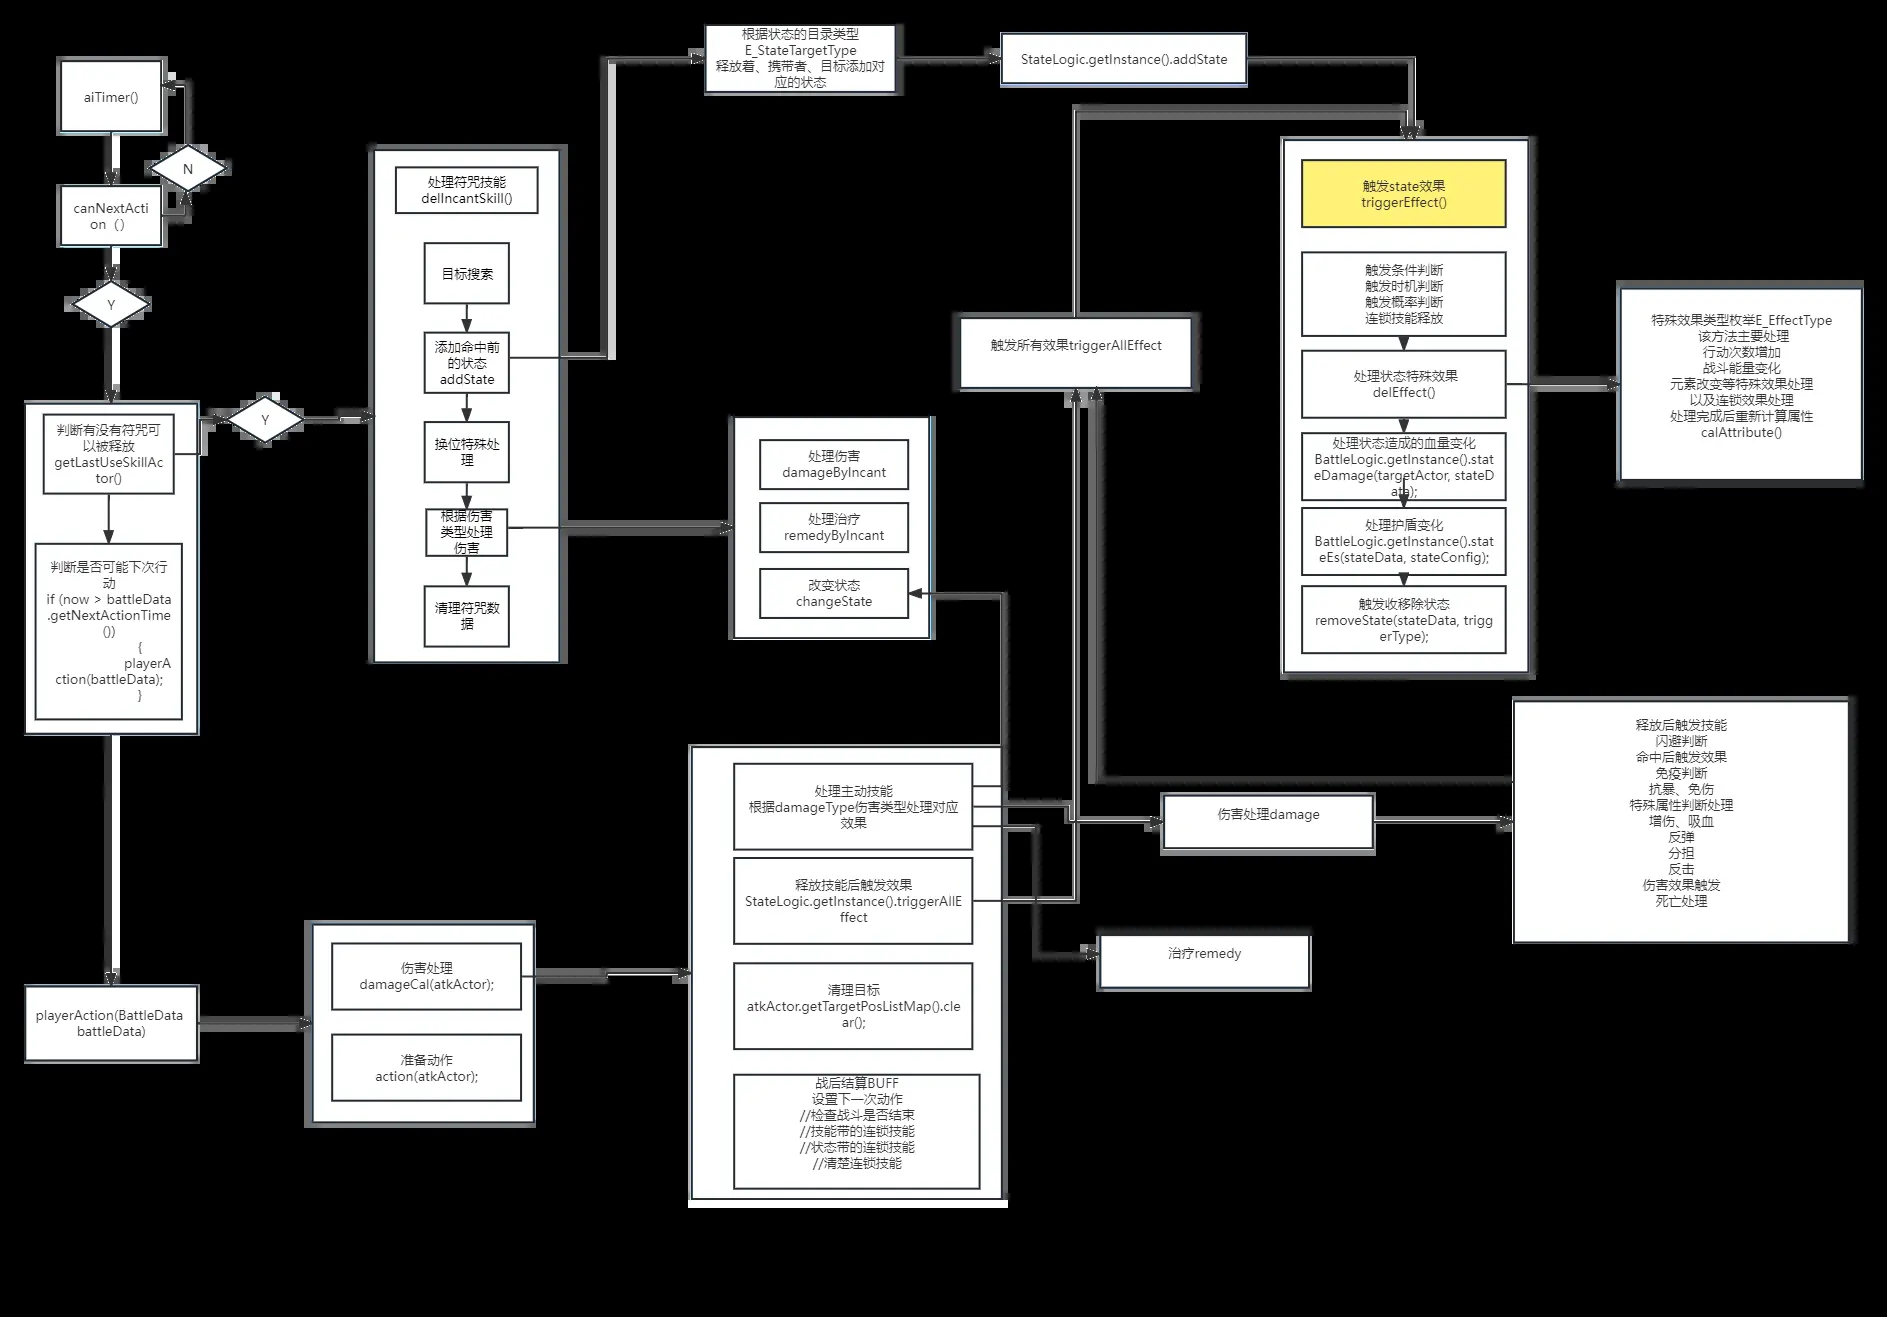 aiTimer()
N
canNextActi
on（）
Y
判断有没有符咒可
以被释放
getLastUseSkillAc
tor()
判断是否可能下次行
动
if (now > battleData
.getNextActionTime
())
{
playerA
ction(battleData);
}
Y
playerAction(BattleData
battleData)
处理符咒技能
delIncantSkill()
目标搜索
添加命中前
的状态
addState
换位特殊处
理
根据伤害
类型处理
伤害
清理符咒数
据
根据状态的目录类型
E_StateTargetType
释放着、携带者、目标添加对
应的状态
StateLogic.getInstance().addState
触发所有效果triggerAllEffect
处理伤害
damageByIncant
处理治疗
remedyByIncant
改变状态
changeState
触发state效果
triggerEffect()
触发条件判断
触发时机判断
触发概率判断
连锁技能释放
处理状态特殊效果
delEffect()
处理状态造成的血量变化
BattleLogic.getInstance().stat
eDamage(targetActor, stateD
ata);
处理护盾变化
BattleLogic.getInstance().stat
eEs(stateData, stateConfig);
触发收移除状态
removeState(stateData, trigg
erType);
特殊效果类型枚举E_EffectType
该方法主要处理
行动次数增加
战斗能量变化
元素改变等特殊效果处理
以及连锁效果处理
处理完成后重新计算属性
calAttribute()
伤害处理
damageCal(atkActor);
准备动作
action(atkActor);
处理主动技能
根据damageType伤害类型处理对应
效果
释放技能后触发效果
StateLogic.getInstance().triggerAllE
ffect
清理目标
atkActor.getTargetPosListMap().cle
ar();
战后结算BUFF
设置下一次动作
//检查战斗是否结束
//技能带的连锁技能
//状态带的连锁技能
//清楚连锁技能
伤害处理damage
治疗remedy
释放后触发技能
闪避判断
命中后触发效果
免疫判断
抗暴、免伤
特殊属性判断处理
增伤、吸血
反弹
分担
反击
伤害效果触发
死亡处理